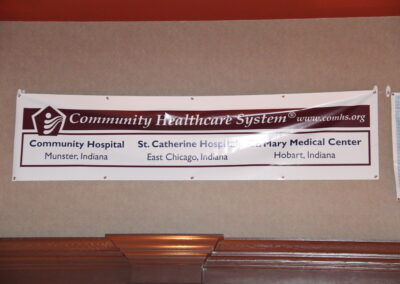 Community Healthcare System® www.comhs.org
Community Hospital St. Catherine Hospital Mary Medical Center
Munster, Indiana East Chicago, Indiana Hobart, Indiana